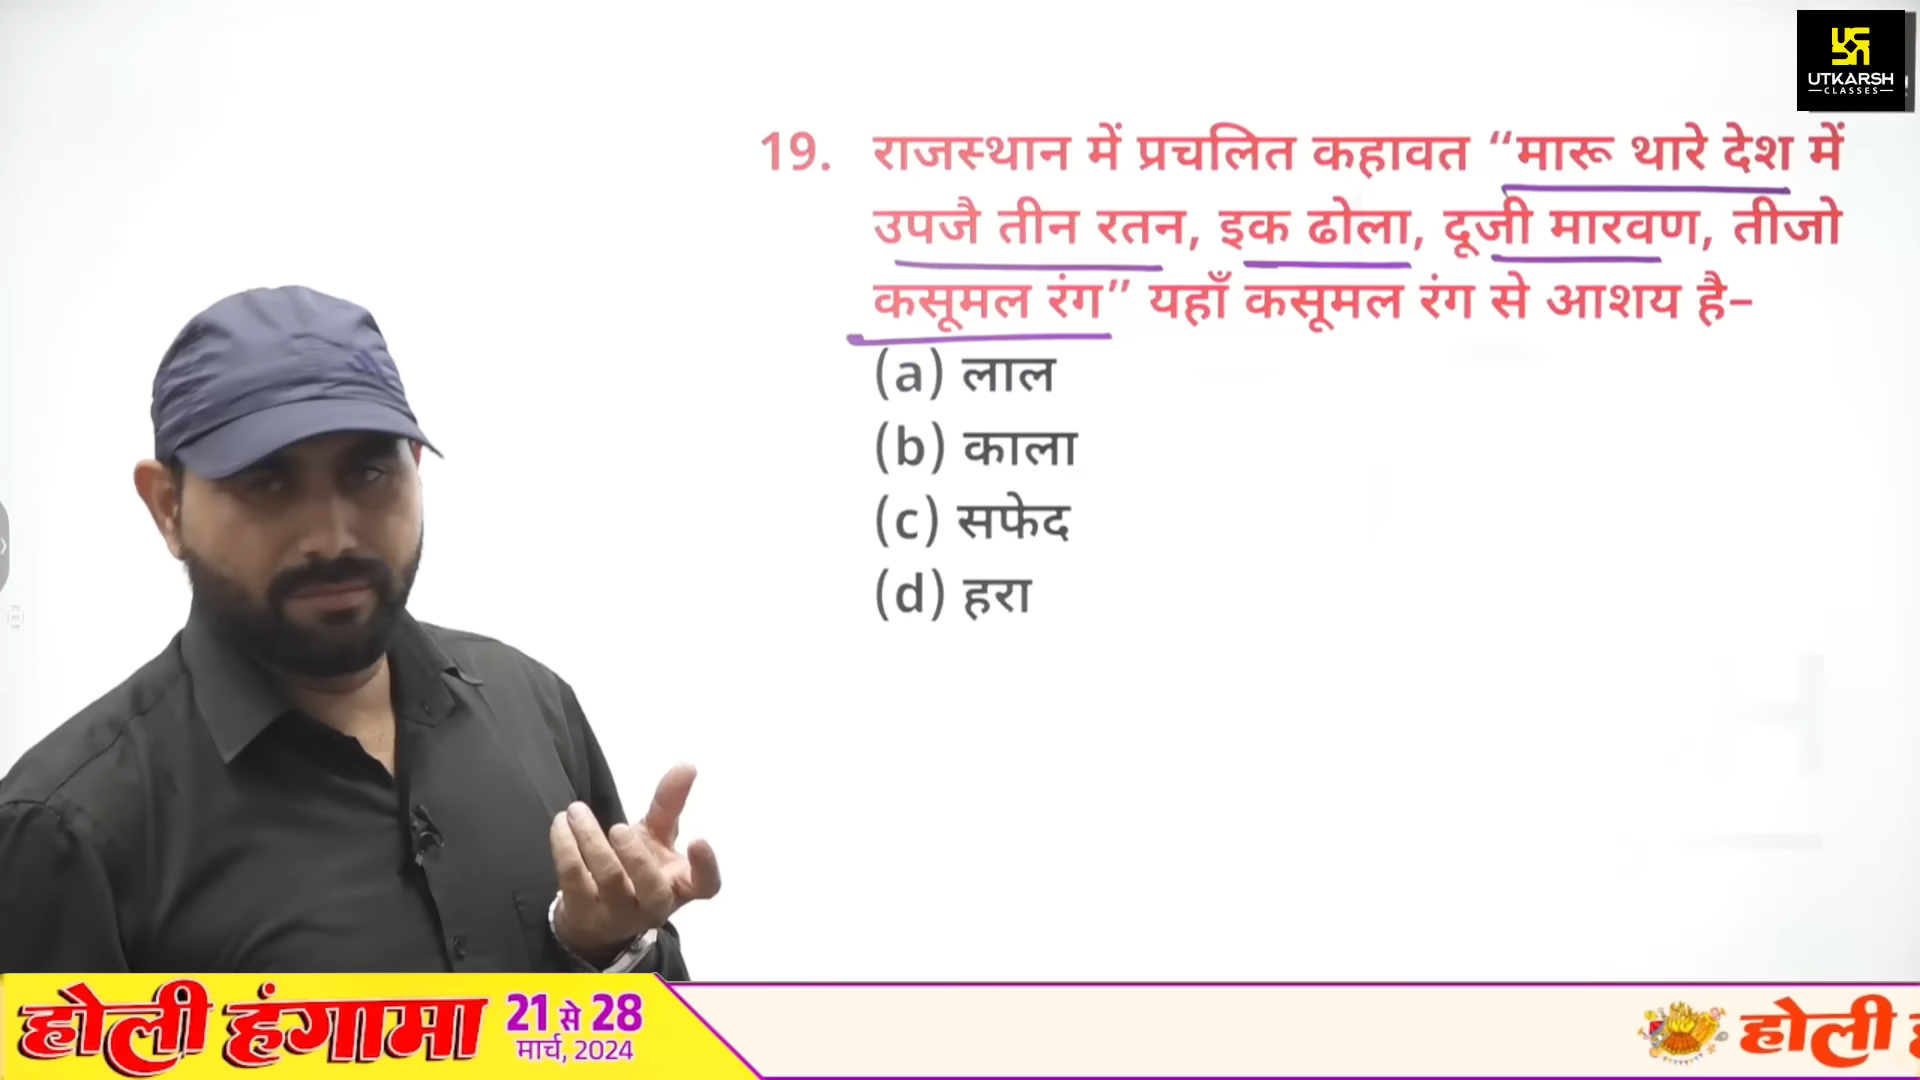 UTKARSH
CLASSES
19. राजस्थान में प्रचलित कहावत “मारू थारे देश में
उपजै तीन रतन, इक ढोला, दूजी मारवण, तीजो
कसूमल रंग” यहाँ कसूमल रंग से आशय है–
(a) लाल
(b) काला
(c) सफेद
(d) हरा
होली हंगामा 21 से 28
मार्च, 2024
होली